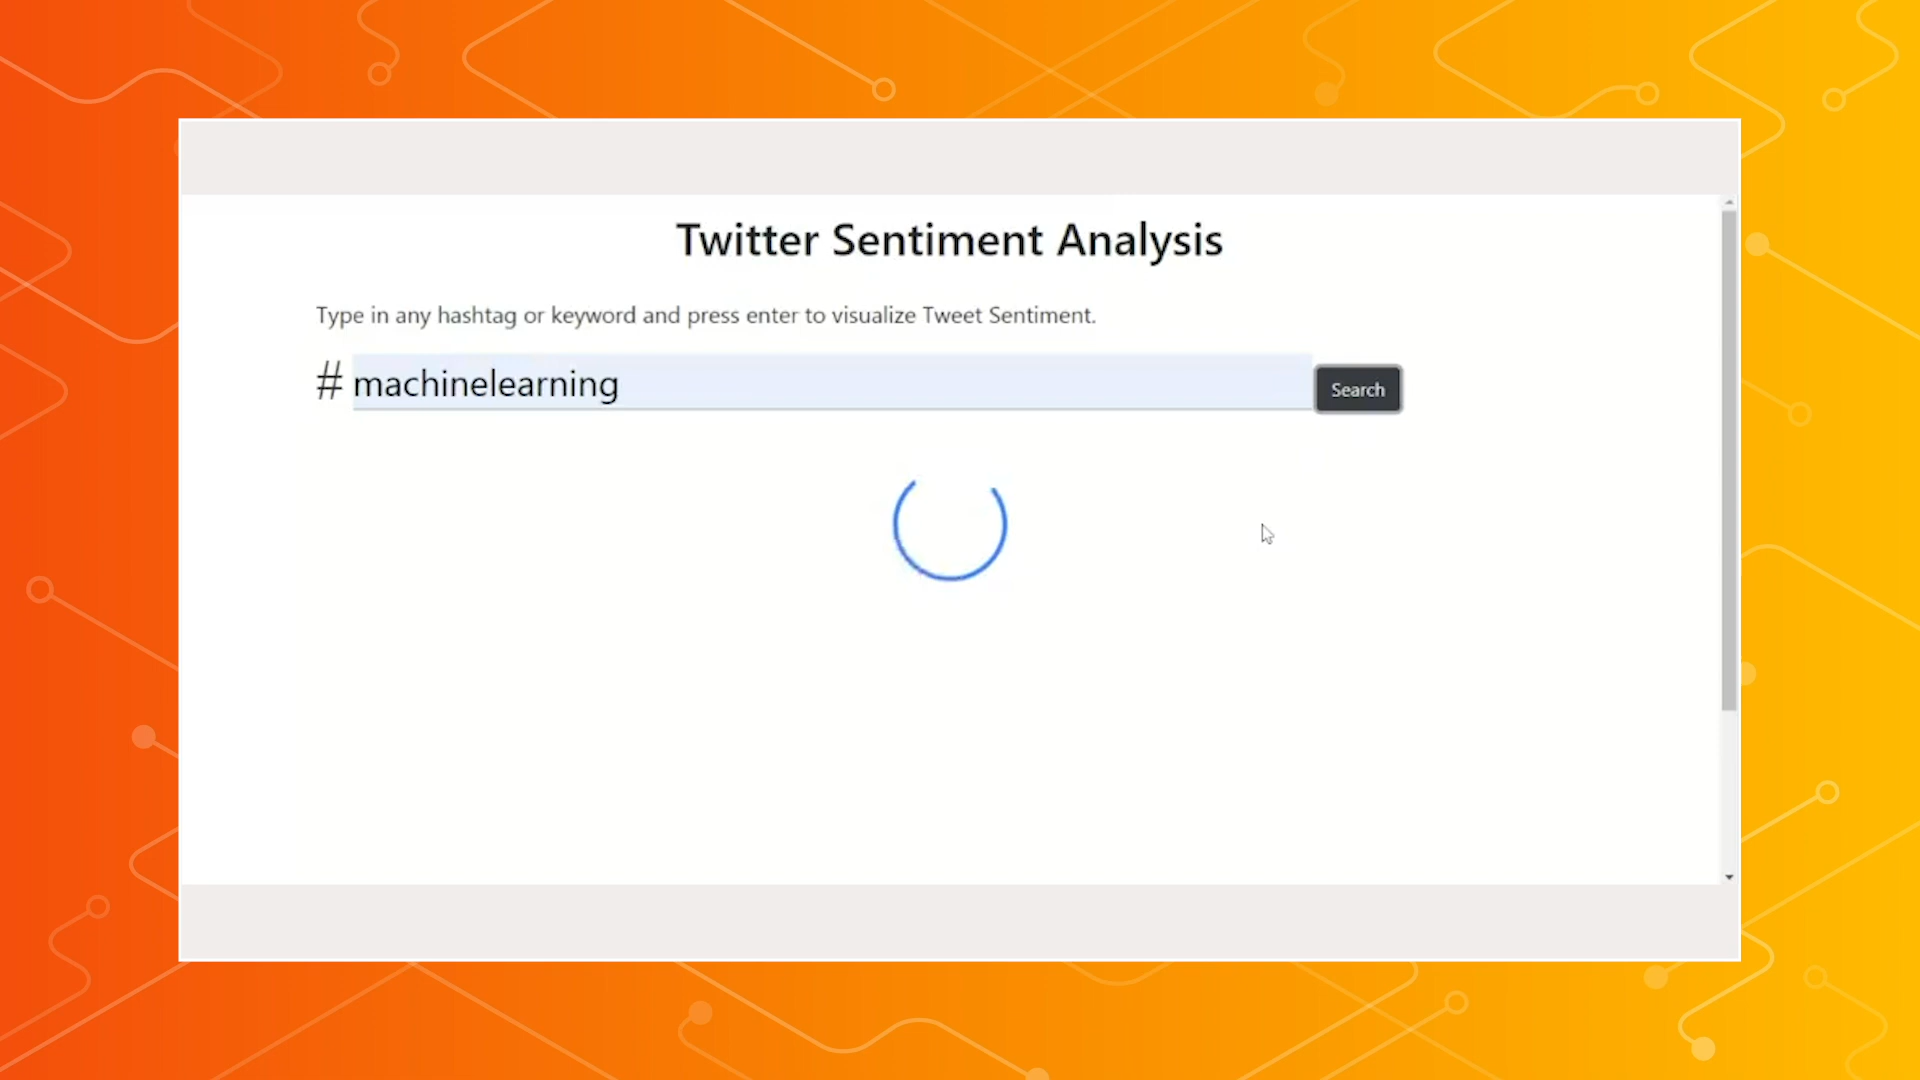 Twitter Sentiment Analysis
Type in any hashtag or keyword and press enter to visualize Tweet Sentiment.
# machinelearning
Search